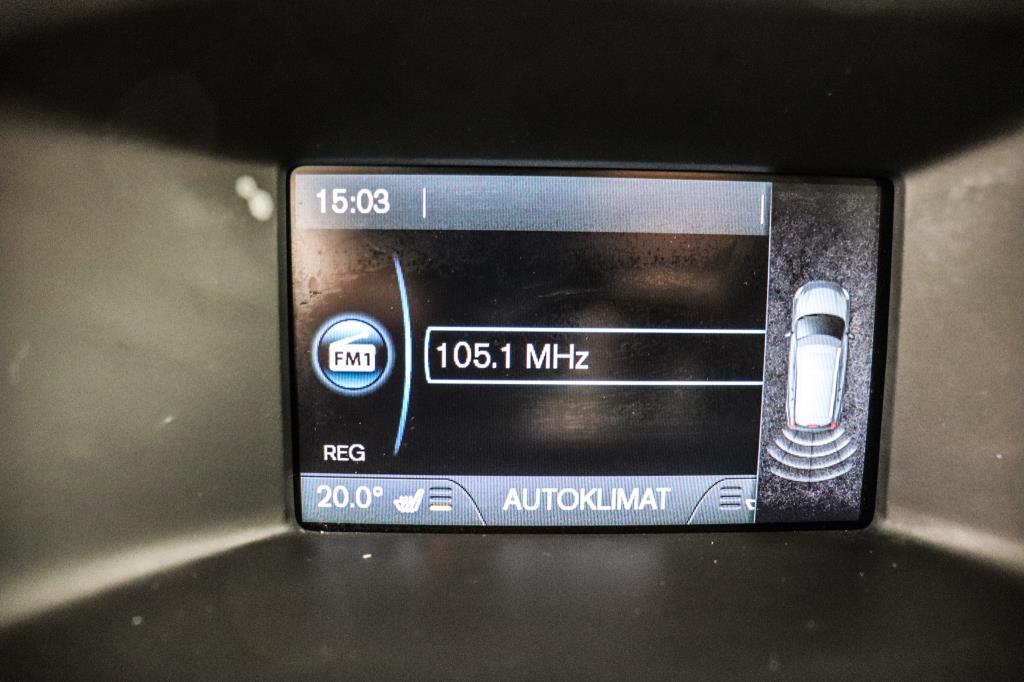 15:03
FM1
105.1 MHz
REG
20.0° AUTOKLIMAT